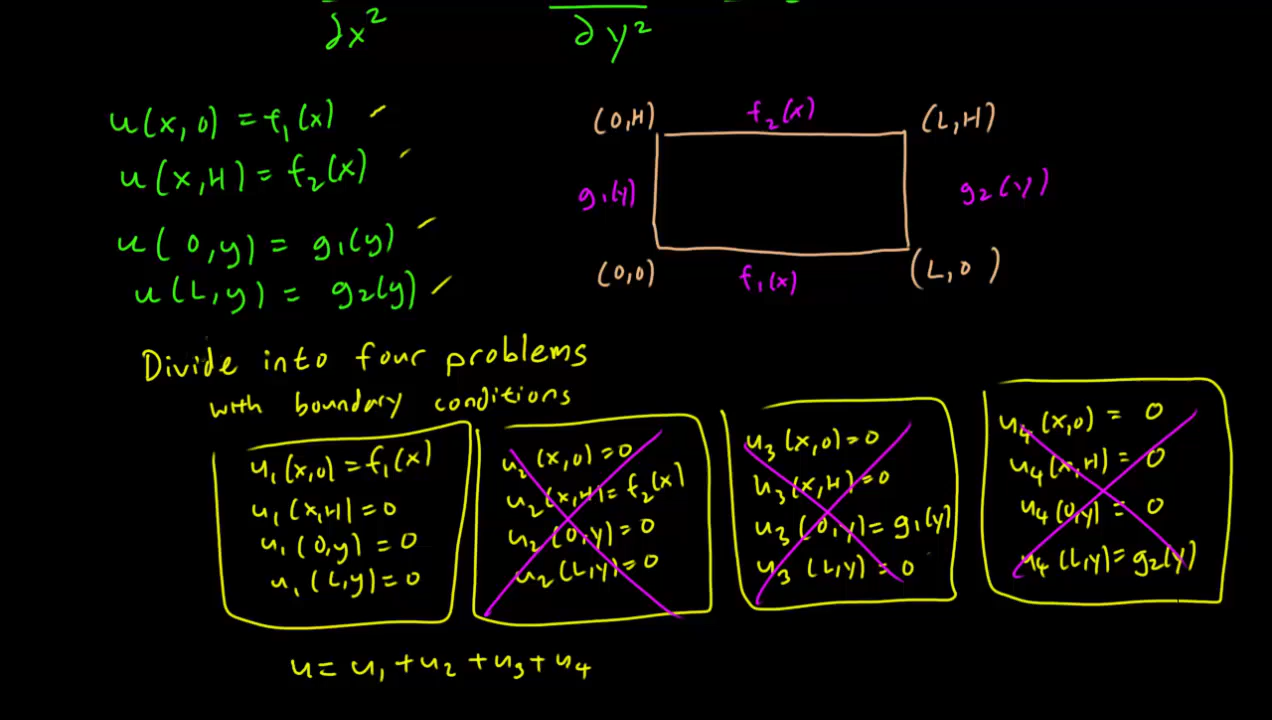 ∂x² ∂y²
u(x,0) = f₁(x)
u(x,H) = f₂(x)
u(0,y) = g₁(y)
u(L,y) = g₂(y)
(0,H) f₂(x) (L,H)
g₁(y) g₂(y)
(0,0) f₁(x) (L,0)
Divide into four problems
with boundary conditions
u₁(x,0) = f₁(x)
u₁(x,H) = 0
u₁(0,y) = 0
u₁(L,y) = 0
u₂(x,0) = 0
u₂(x,H) = f₂(x)
u₂(0,y) = 0
u₂(L,y) = 0
u₃(x,0) = 0
u₃(x,H) = 0
u₃(0,y) = g₁(y)
u₃(L,y) = 0
u₄(x,0) = 0
u₄(x,H) = 0
u₄(0,y) = 0
u₄(L,y) = g₂(y)
u = u₁ + u₂ + u₃ + u₄